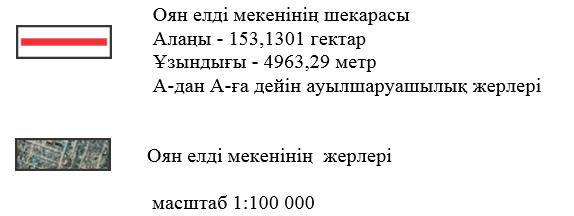 Оян елді мекенінің шекарасы
Алаңы - 153,1301 гектар
Ұзындығы - 4963,29 метр
А-дан А-ға дейін ауылшаруашылық жерлері
Оян елді мекенінің жерлері
масштаб 1:100 000